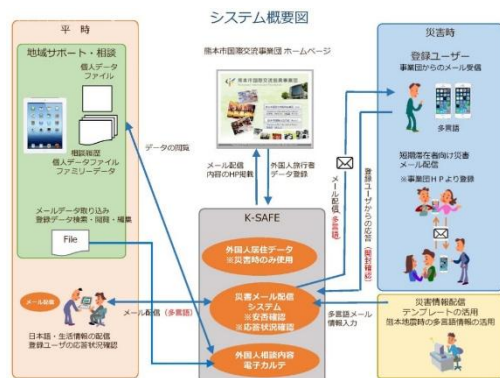 システム概要図
平 時
地域サポート・相談
個人データ
ファイル
相談履歴
個人データファイル
ファミリーデータ
メールデータ取り込み
登録データ検索・閲覧・編集
File
メール配信
日本語・生活情報の配信
登録ユーザの応答状況確認
熊本市国際交流事業団 ホームページ
データの閲覧
メール配信
内容のHP掲載
外国人旅行者
データ登録
K-SAFE
外国人居住データ
※災害時のみ使用
災害メール配信
システム
※安否確認
※応答状況確認
外国人相談内容
電子カルテ
メール配信（多言語）
メール配信（多言語）
登録ユーザからの応答
（開封確認）
多言語メール
情報入力
災害時
登録ユーザー
事業団からのメール受信
多言語
短期滞在者向け災害
メール配信
※事業団ＨＰより登録
災害情報配信
テンプレートの活用
熊本地震時の多言語情報の活用